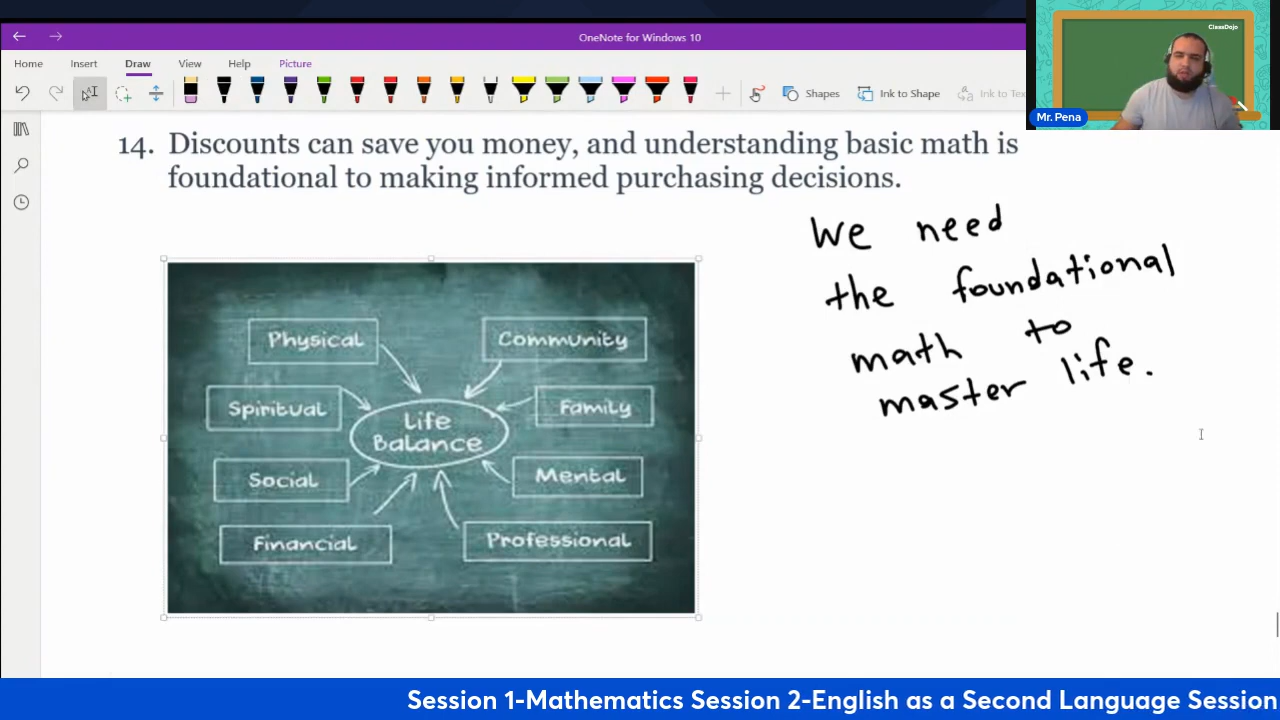 OneNote for Windows 10
ClassDojo
Home Insert Draw View Help Picture
Shapes Ink to Shape Ink to Tex
Mr. Pena
14. Discounts can save you money, and understanding basic math is
foundational to making informed purchasing decisions.
We need
the foundational
math to
master life.
Physical Community
Spiritual Family
Life
Balance
Social Mental
Financial Professional
Session 1-Mathematics Session 2-English as a Second Language Session